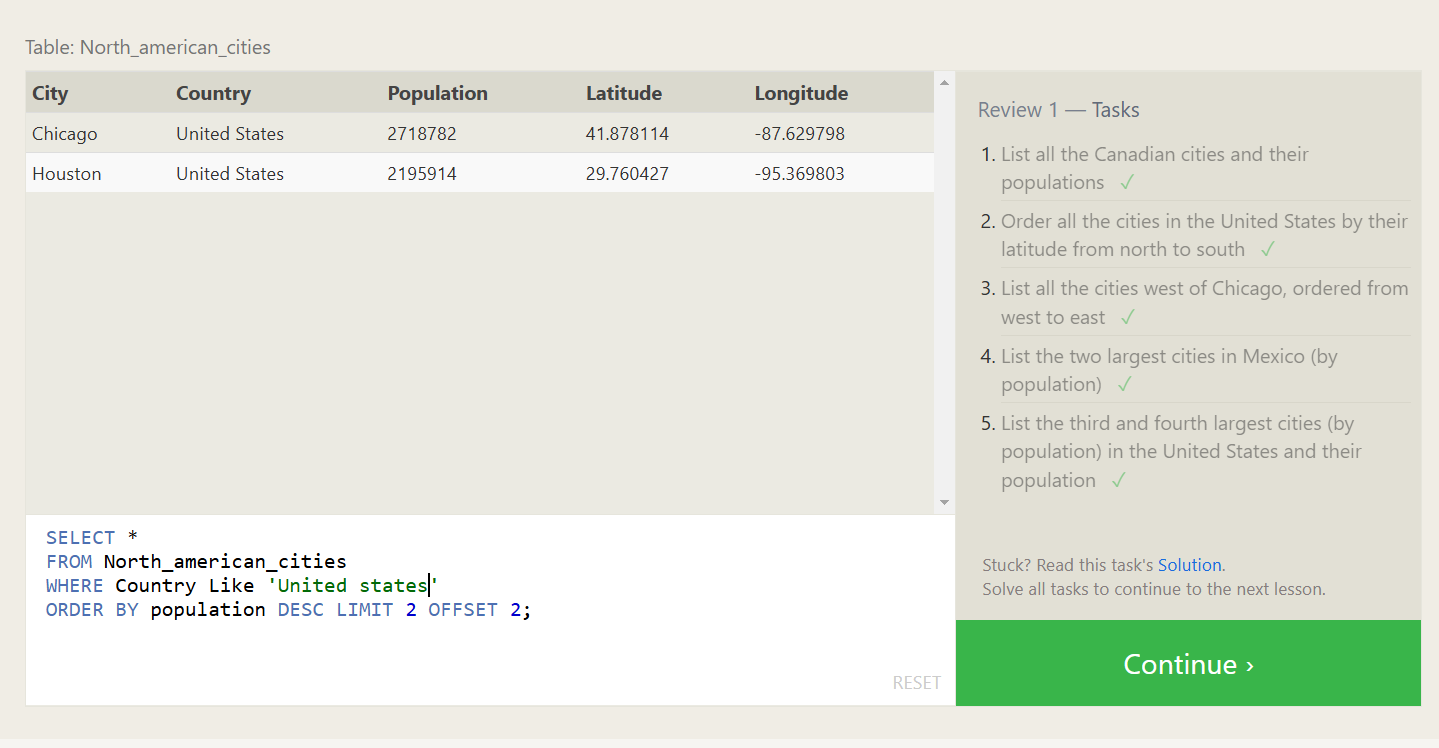 Table: North_american_cities
City Country Population Latitude Longitude
Chicago United States 2718782 41.878114 -87.629798
Houston United States 2195914 29.760427 -95.369803
SELECT *
FROM North_american_cities
WHERE Country Like 'United states'
ORDER BY population DESC LIMIT 2 OFFSET 2;
RESET
Review 1 — Tasks
1. List all the Canadian cities and their
populations ✓
2. Order all the cities in the United States by their
latitude from north to south ✓
3. List all the cities west of Chicago, ordered from
west to east ✓
4. List the two largest cities in Mexico (by
population) ✓
5. List the third and fourth largest cities (by
population) in the United States and their
population ✓
Stuck? Read this task's Solution.
Solve all tasks to continue to the next lesson.
Continue ›